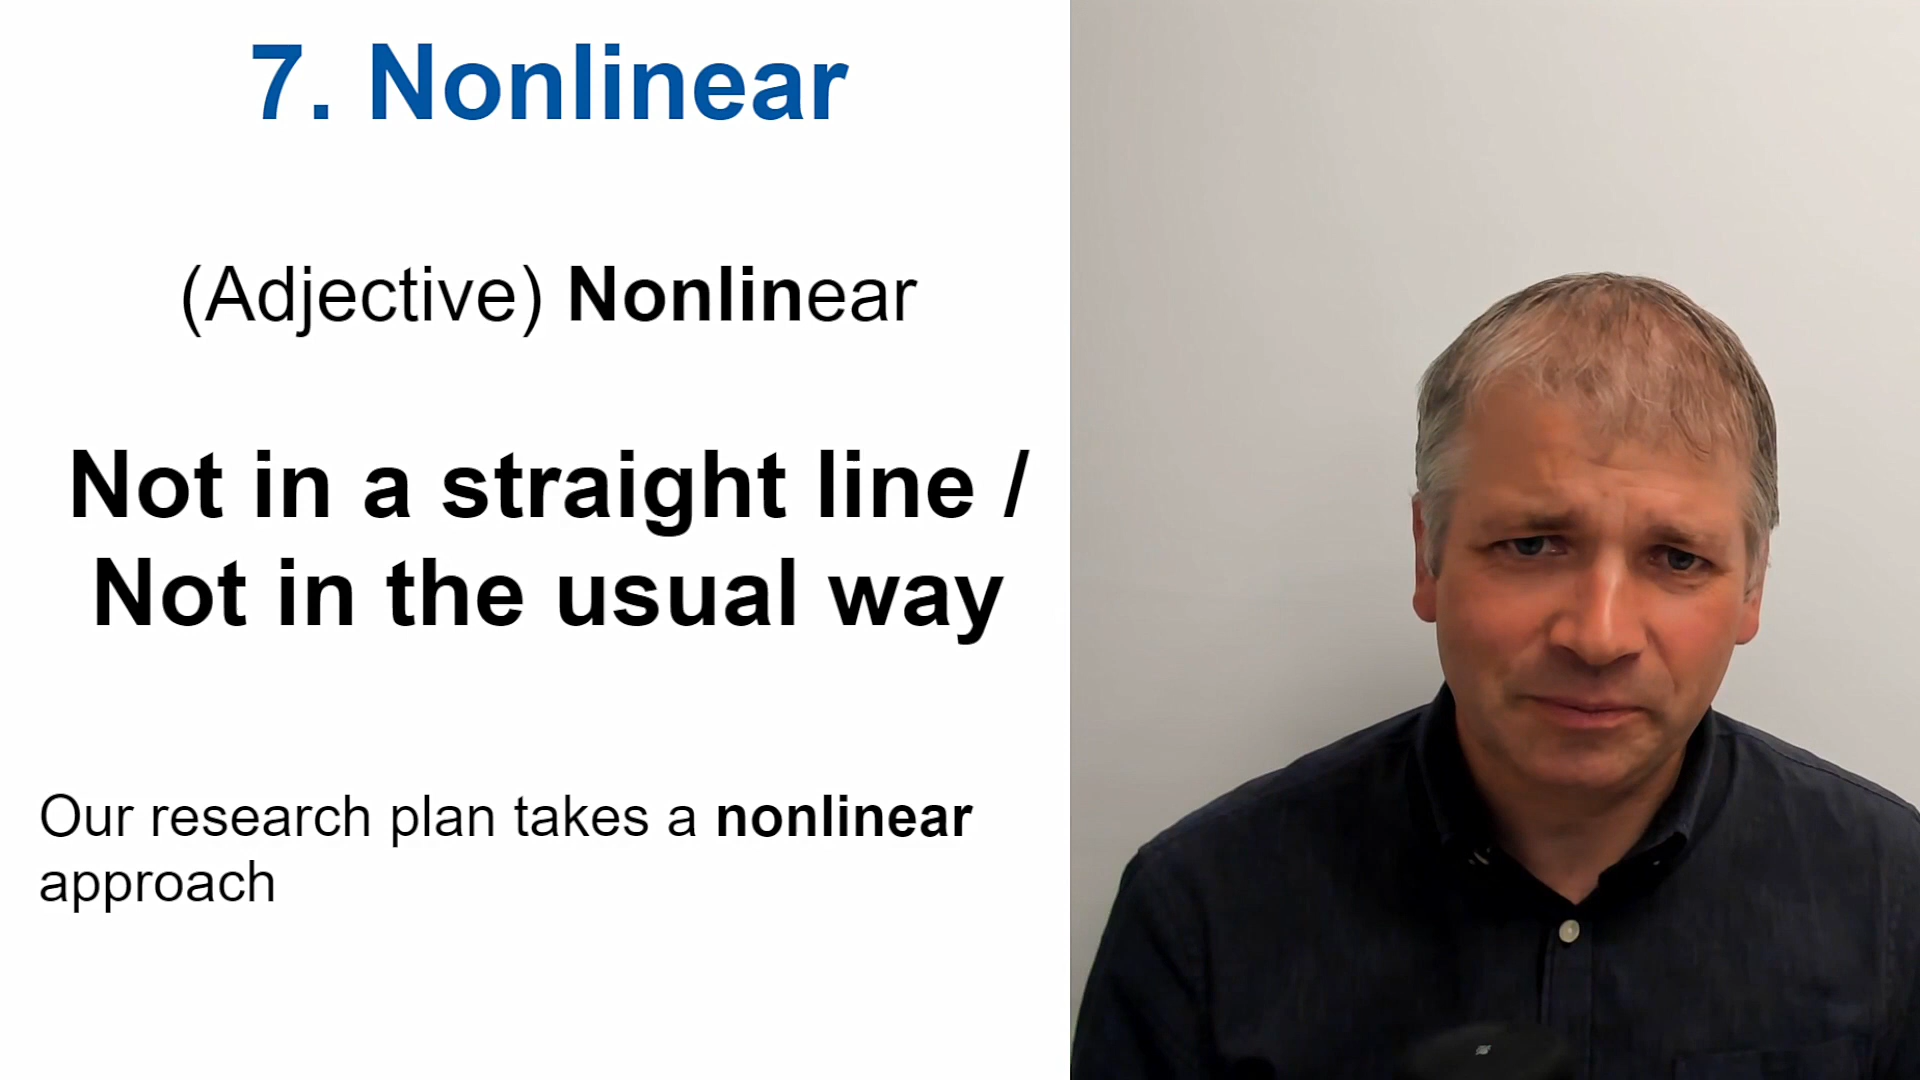 7. Nonlinear
(Adjective) Nonlinear
Not in a straight line /
Not in the usual way
Our research plan takes a nonlinear
approach